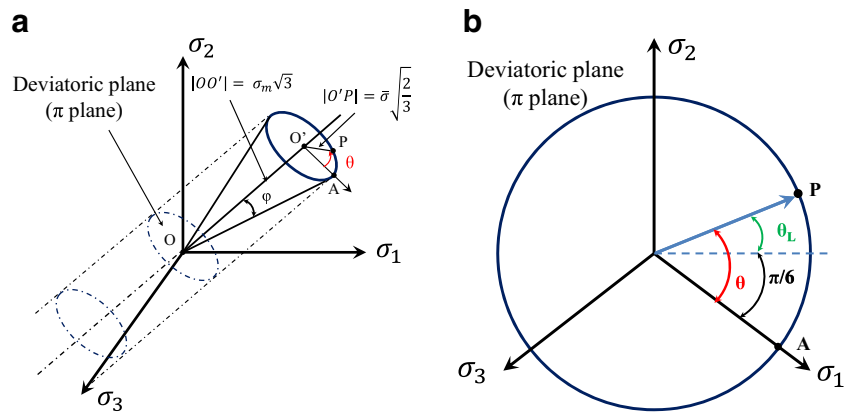 a
σ₂
Deviatoric plane
(π plane)
|OO′| = σₘ√3
|O′P| = σ̄√(2/3)
O’
P
θ
A
φ
O
σ₁
σ₃
b
σ₂
Deviatoric plane
(π plane)
P
θL
θ
π/6
A
σ₃
σ₁